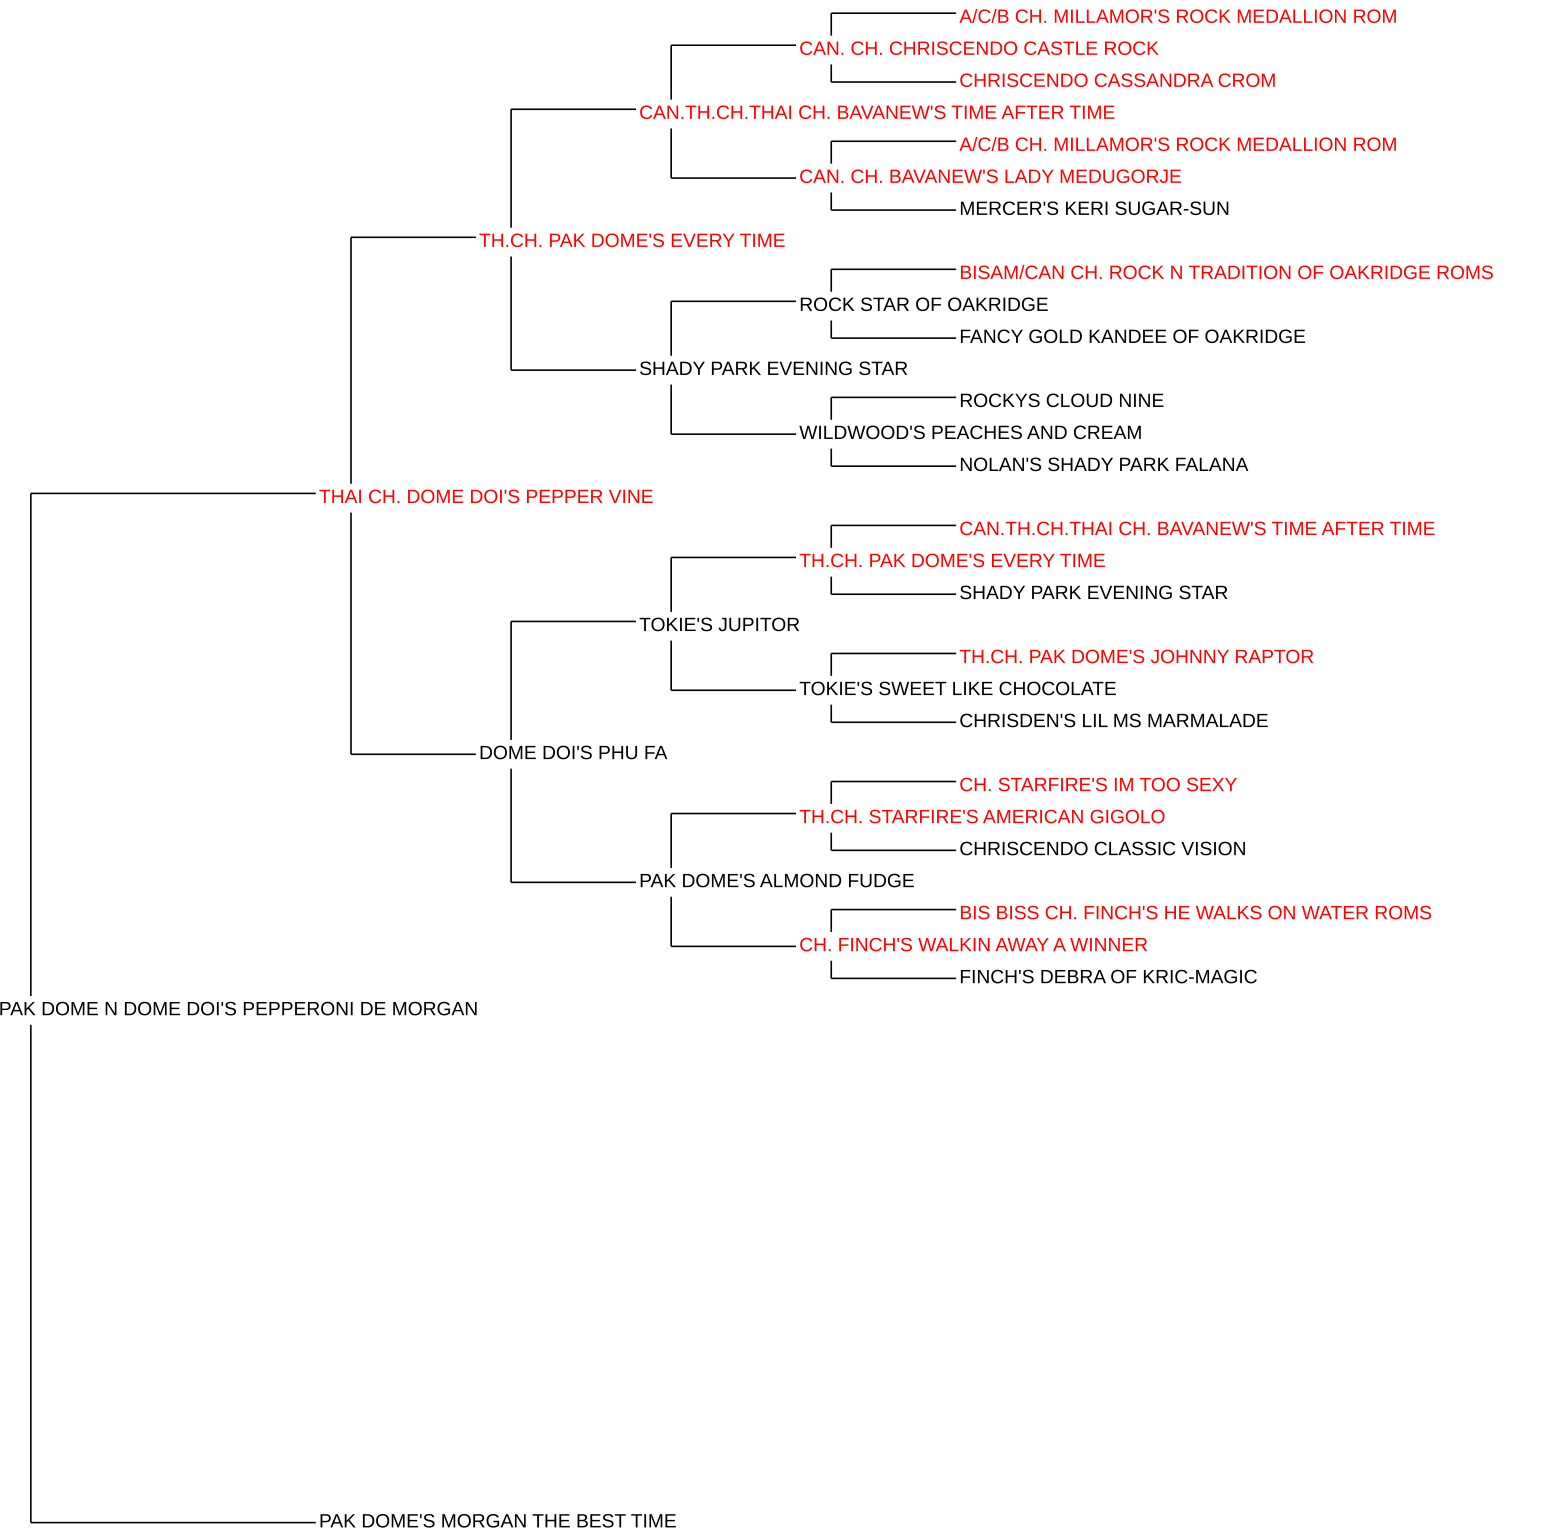 A/C/B CH. MILLAMOR'S ROCK MEDALLION ROM
CAN. CH. CHRISCENDO CASTLE ROCK
CHRISCENDO CASSANDRA CROM
CAN.TH.CH.THAI CH. BAVANEW'S TIME AFTER TIME
A/C/B CH. MILLAMOR'S ROCK MEDALLION ROM
CAN. CH. BAVANEW'S LADY MEDUGORJE
MERCER'S KERI SUGAR-SUN
TH.CH. PAK DOME'S EVERY TIME
BISAM/CAN CH. ROCK N TRADITION OF OAKRIDGE ROMS
ROCK STAR OF OAKRIDGE
FANCY GOLD KANDEE OF OAKRIDGE
SHADY PARK EVENING STAR
ROCKYS CLOUD NINE
WILDWOOD'S PEACHES AND CREAM
NOLAN'S SHADY PARK FALANA
THAI CH. DOME DOI'S PEPPER VINE
CAN.TH.CH.THAI CH. BAVANEW'S TIME AFTER TIME
TH.CH. PAK DOME'S EVERY TIME
SHADY PARK EVENING STAR
TOKIE'S JUPITOR
TH.CH. PAK DOME'S JOHNNY RAPTOR
TOKIE'S SWEET LIKE CHOCOLATE
CHRISDEN'S LIL MS MARMALADE
DOME DOI'S PHU FA
CH. STARFIRE'S IM TOO SEXY
TH.CH. STARFIRE'S AMERICAN GIGOLO
CHRISCENDO CLASSIC VISION
PAK DOME'S ALMOND FUDGE
BIS BISS CH. FINCH'S HE WALKS ON WATER ROMS
CH. FINCH'S WALKIN AWAY A WINNER
FINCH'S DEBRA OF KRIC-MAGIC
PAK DOME N DOME DOI'S PEPPERONI DE MORGAN
PAK DOME'S MORGAN THE BEST TIME